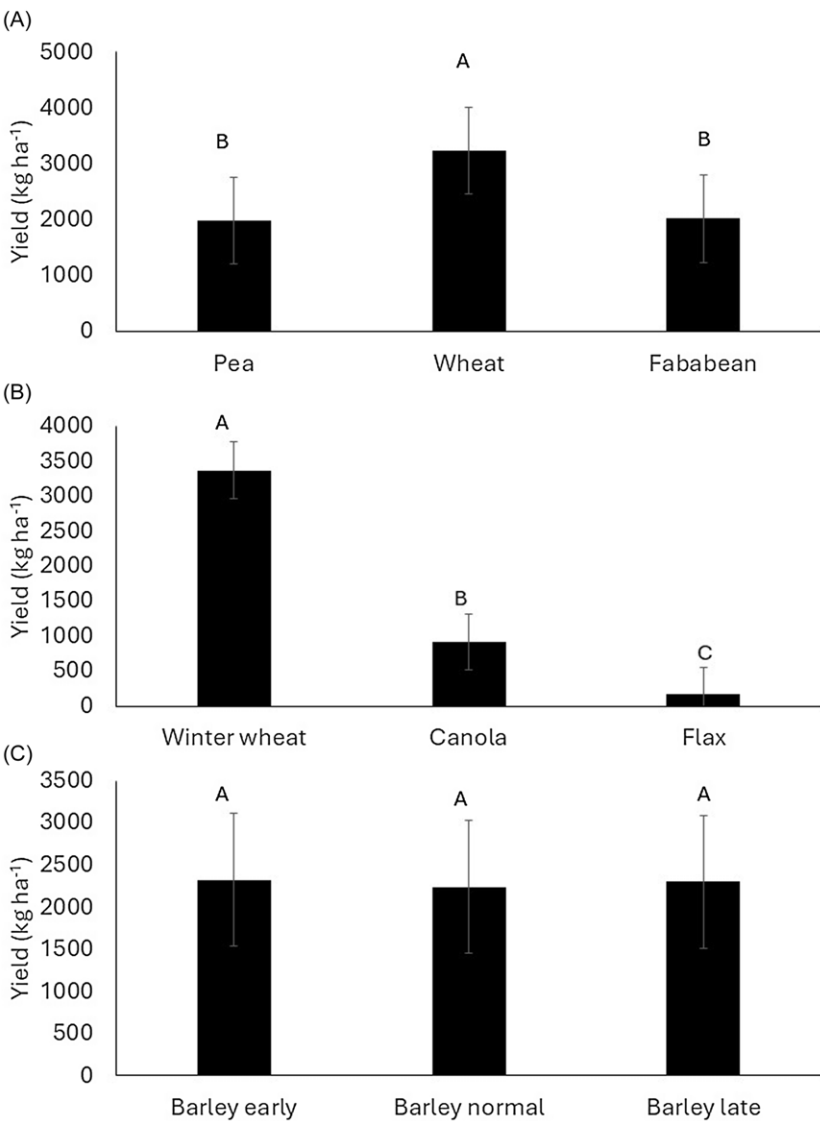 (A)
Yield (kg ha⁻¹)
5000
4000
3000
2000
1000
0
B
A
B
Pea Wheat Fababean
(B)
Yield (kg ha⁻¹)
4000
3500
3000
2500
2000
1500
1000
500
0
A
B
C
Winter wheat Canola Flax
(C)
Yield (kg ha⁻¹)
3500
3000
2500
2000
1500
1000
500
0
A
A
A
Barley early Barley normal Barley late